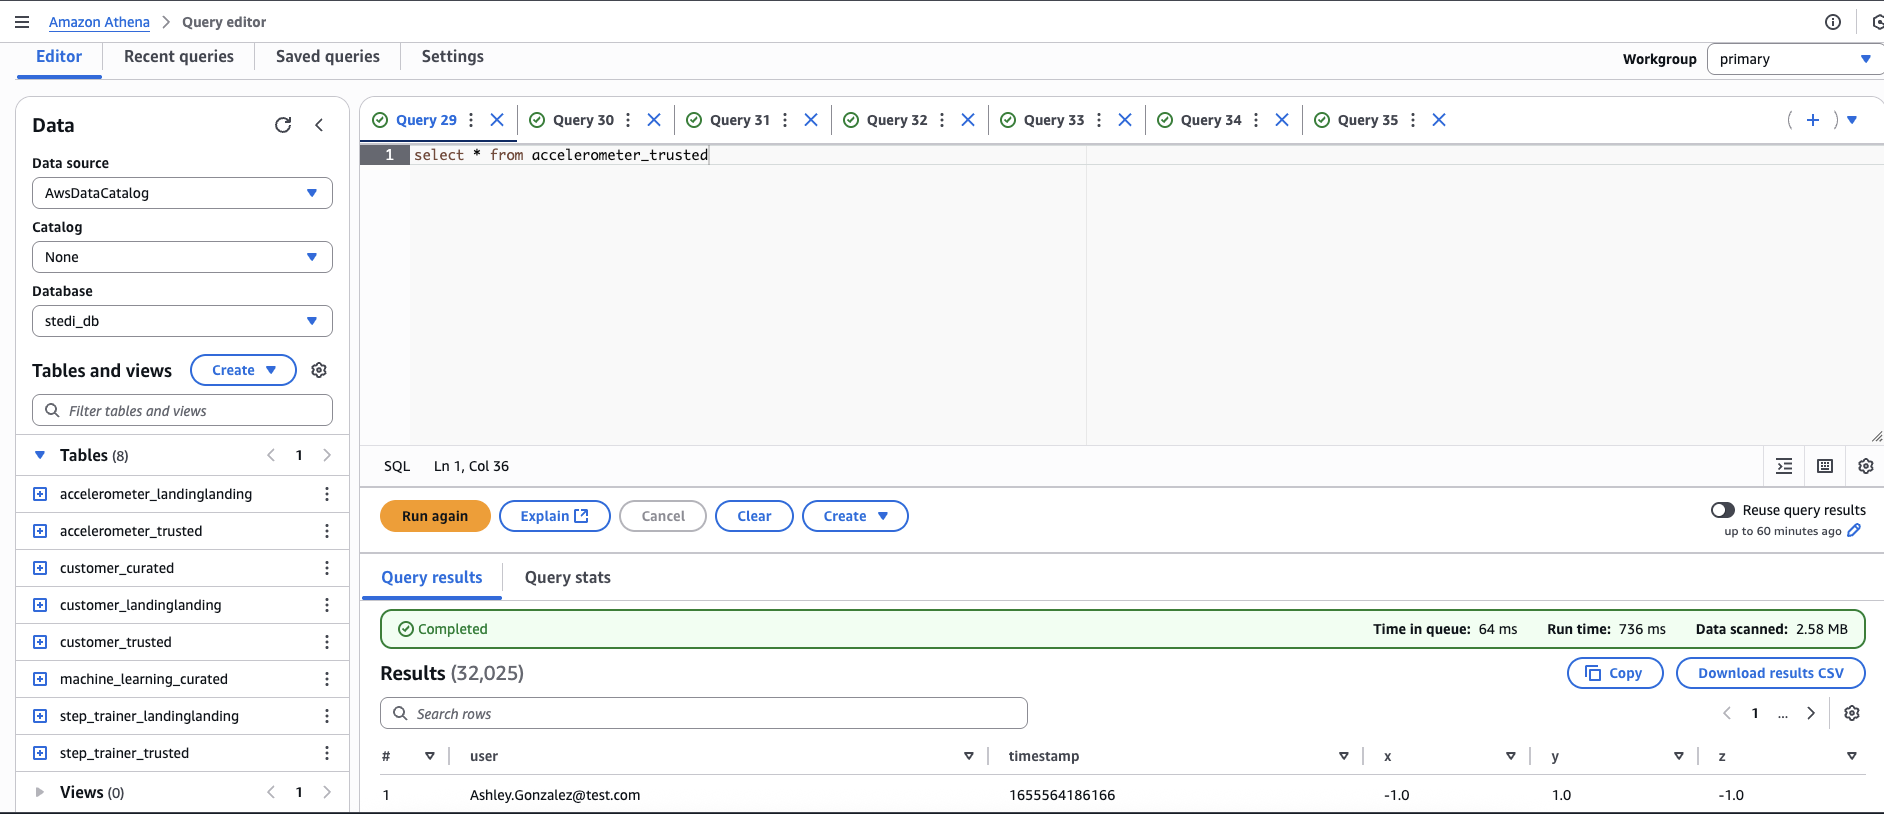 Amazon Athena > Query editor
Editor Recent queries Saved queries Settings
Workgroup primary
Data
Data source
AwsDataCatalog
Catalog
None
Database
stedi_db
Tables and views Create
Filter tables and views
Tables (8) < 1 >
accelerometer_landinglanding
accelerometer_trusted
customer_curated
customer_landinglanding
customer_trusted
machine_learning_curated
step_trainer_landinglanding
step_trainer_trusted
Views (0) < 1 >
Query 29 Query 30 Query 31 Query 32 Query 33 Query 34 Query 35
1 select * from accelerometer_trusted
SQL Ln 1, Col 36
Run again Explain Cancel Clear Create
Reuse query results
up to 60 minutes ago
Query results Query stats
Completed Time in queue: 64 ms Run time: 736 ms Data scanned: 2.58 MB
Results (32,025) Copy Download results CSV
Search rows < 1 ... >
# user timestamp x y z
1 Ashley.Gonzalez@test.com 1655564186166 -1.0 1.0 -1.0